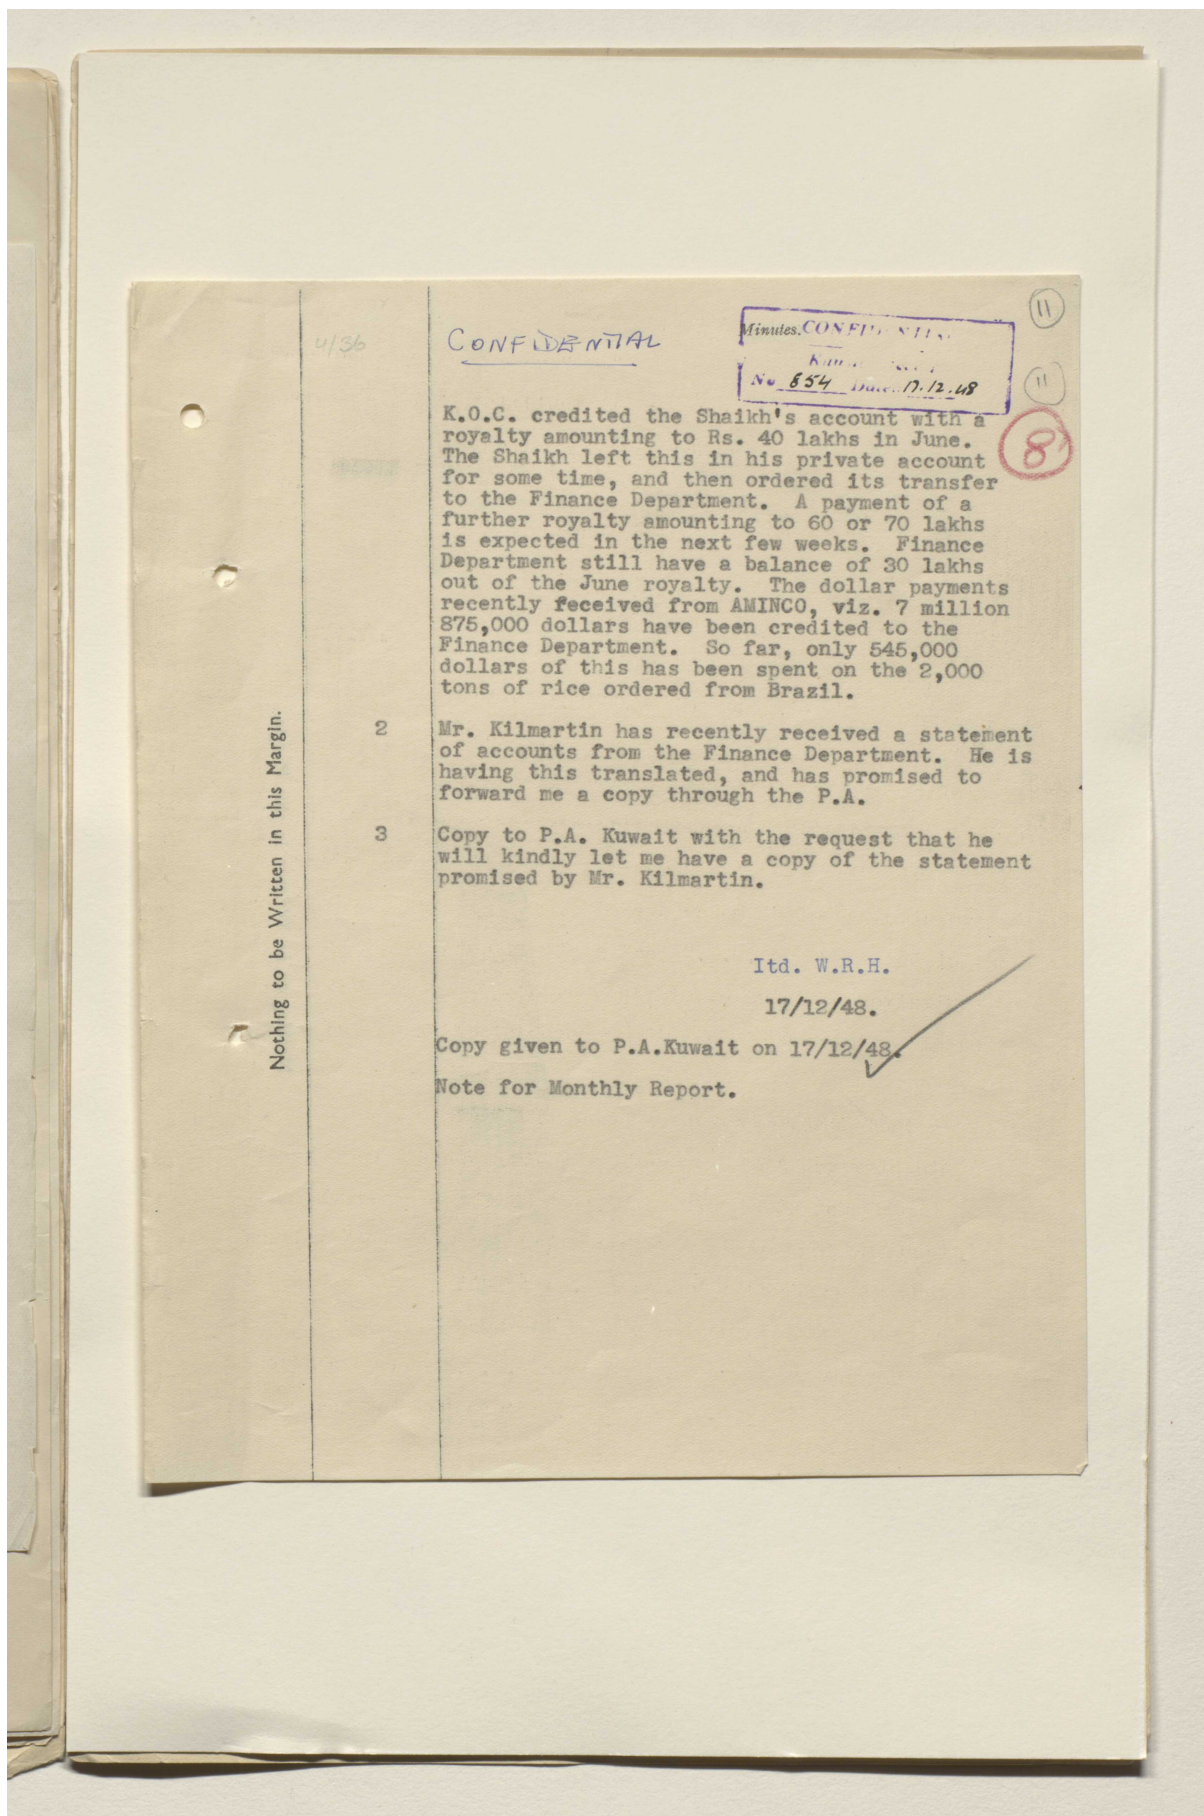 11
4/36
CONFIDENTIAL
Minutes. CONFIDENTIAL
No 854 Date 17.12.48
11
8
K.O.C. credited the Shaikh's account with a
royalty amounting to Rs. 40 lakhs in June.
The Shaikh left this in his private account
for some time, and then ordered its transfer
to the Finance Department. A payment of a
further royalty amounting to 60 or 70 lakhs
is expected in the next few weeks. Finance
Department still have a balance of 30 lakhs
out of the June royalty. The dollar payments
recently feceived from AMINCO, viz. 7 million
875,000 dollars have been credited to the
Finance Department. So far, only 545,000
dollars of this has been spent on the 2,000
tons of rice ordered from Brazil.
2 Mr. Kilmartin has recently received a statement
of accounts from the Finance Department. He is
having this translated, and has promised to
forward me a copy through the P.A.
3 Copy to P.A. Kuwait with the request that he
will kindly let me have a copy of the statement
promised by Mr. Kilmartin.
Itd. W.R.H.
17/12/48.
Copy given to P.A.Kuwait on 17/12/48.
Note for Monthly Report.
Nothing to be Written in this Margin.